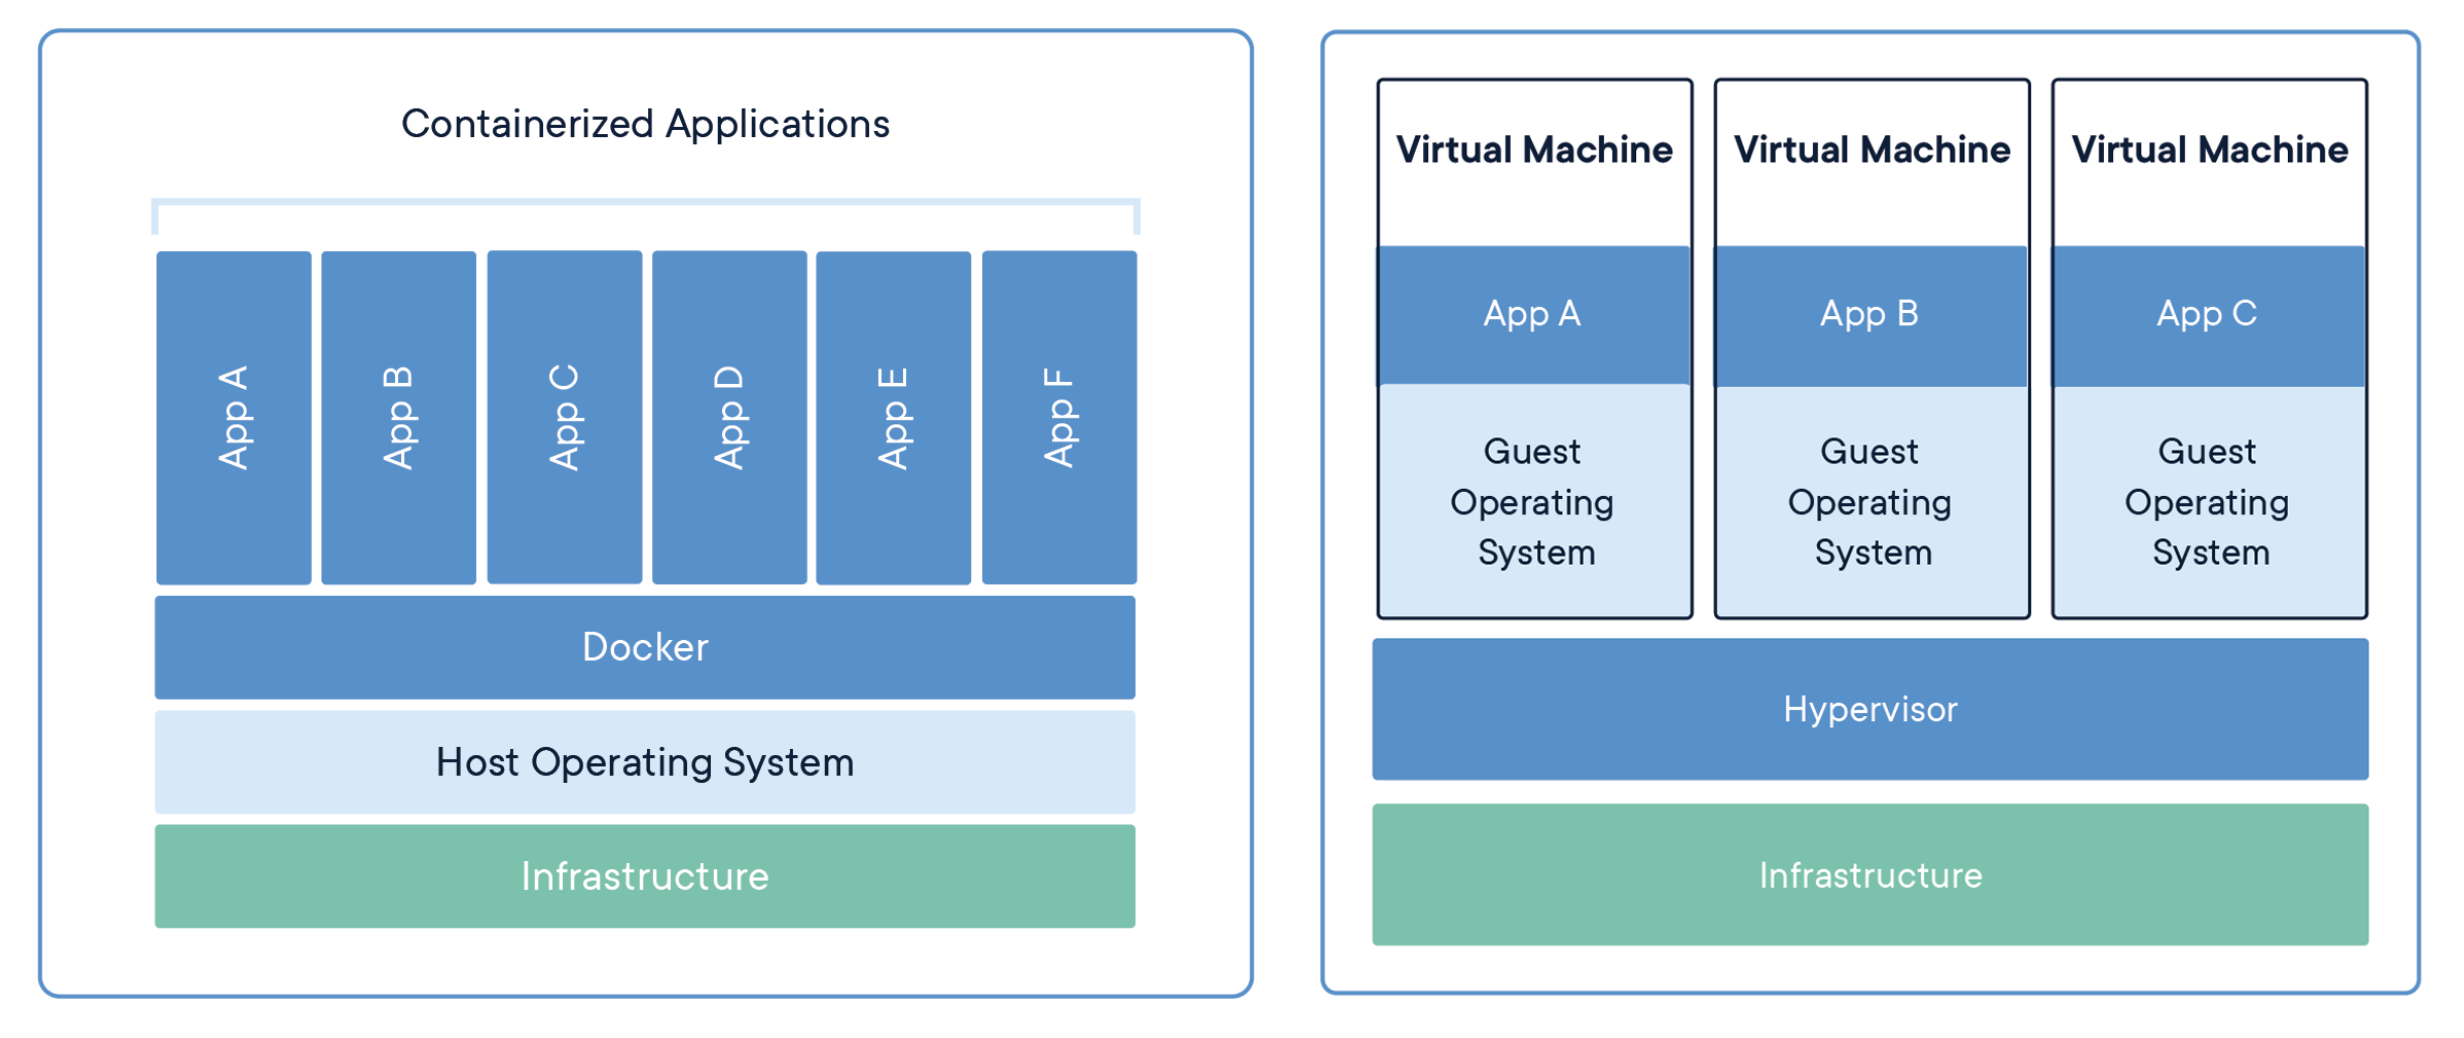 Containerized Applications
App A
App B
App C
App D
App E
App F
Docker
Host Operating System
Infrastructure
Virtual Machine
App A
Guest
Operating
System
Virtual Machine
App B
Guest
Operating
System
Virtual Machine
App C
Guest
Operating
System
Hypervisor
Infrastructure